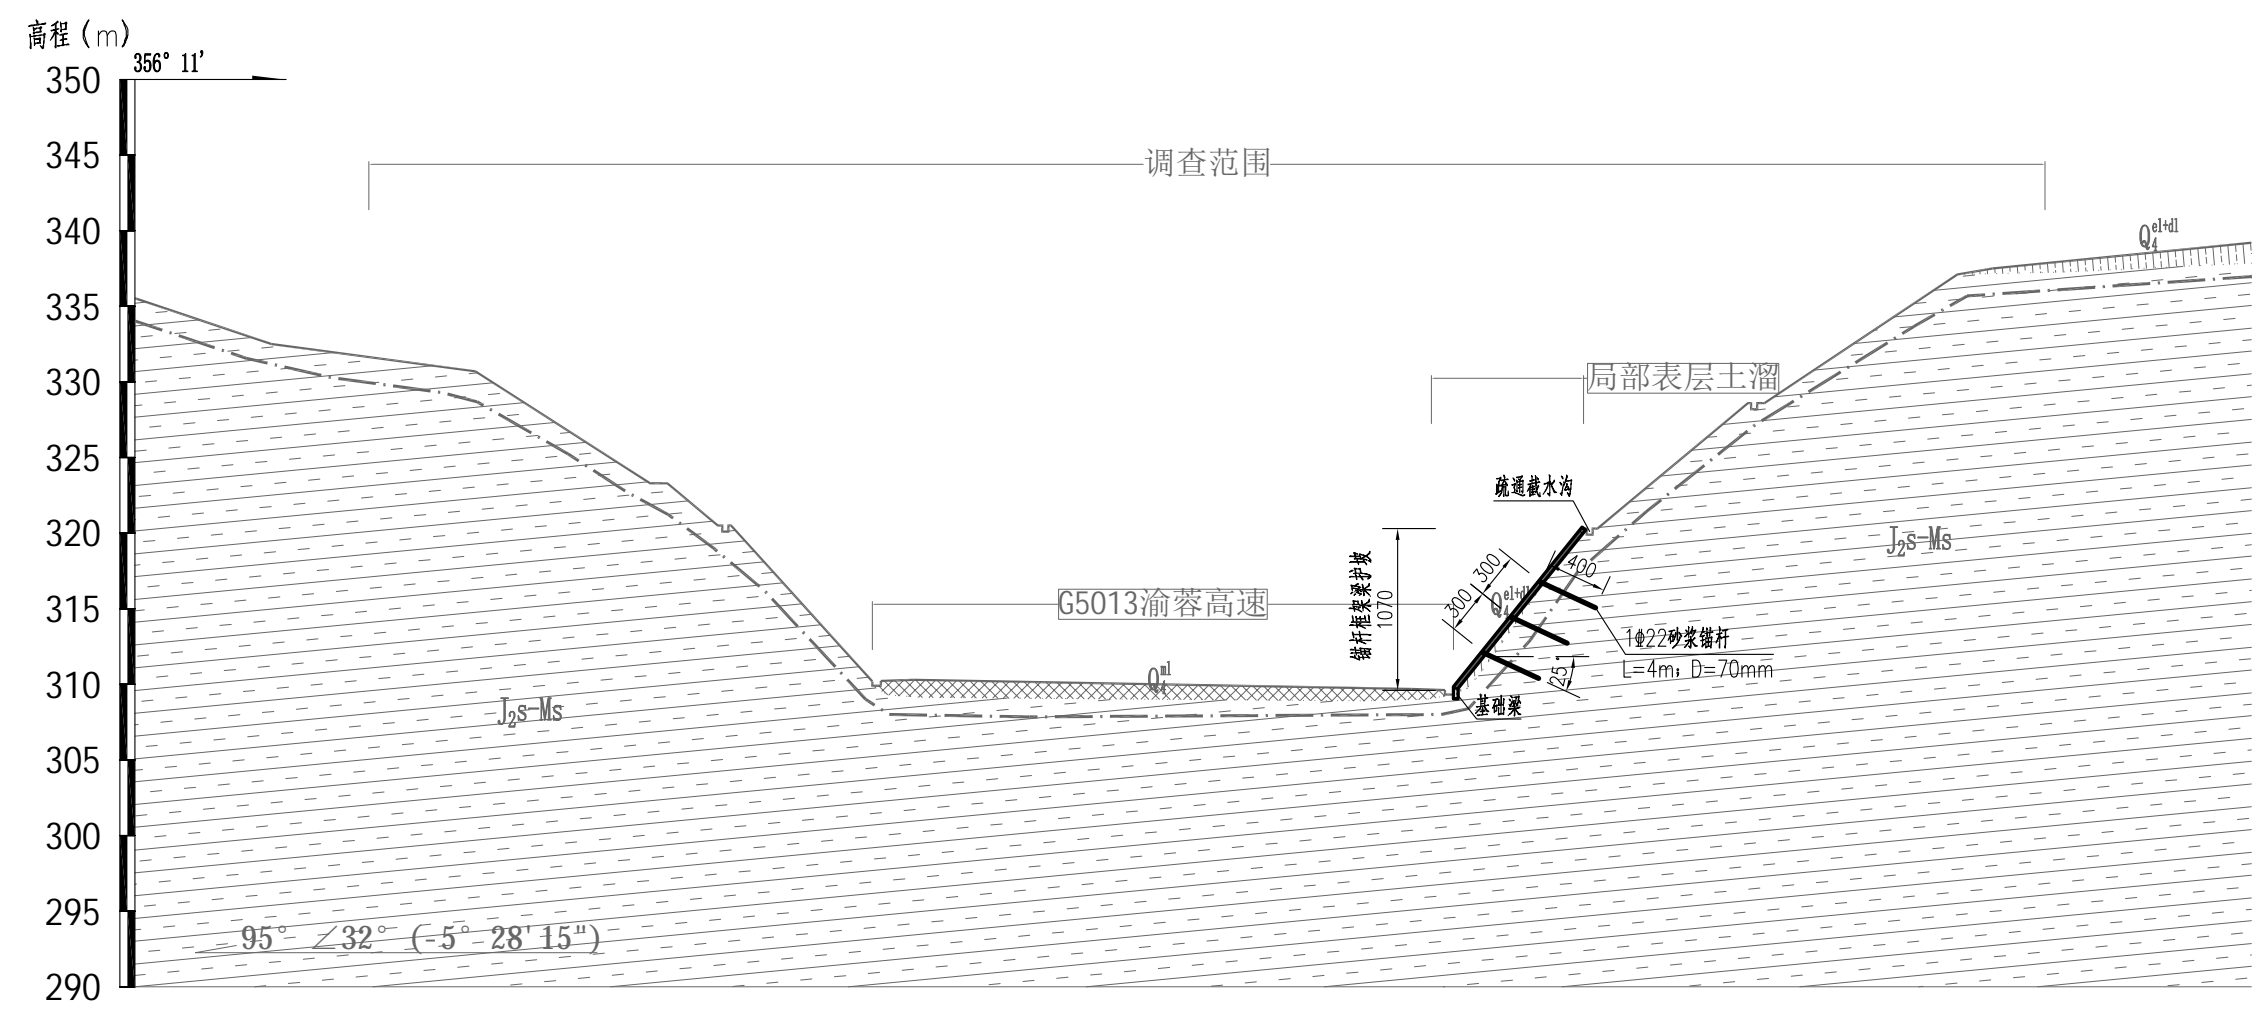 高程(m)
356° 11'
350
345
340
335
330
325
320
315
310
305
300
295
290
调查范围
Q₄ᵉˡ⁺ᵈˡ
局部表层土溜
疏通截水沟
J₂s-Ms
锚杆框架梁护坡
1070
300
300
400
Q₄ᵉˡ⁺ᵈˡ
G5013渝蓉高速
1Φ22砂浆锚杆
L=4m; D=70mm
25°
Q₄ᵐˡ
基础梁
J₂s-Ms
95° ∠32° (-5° 28'15")